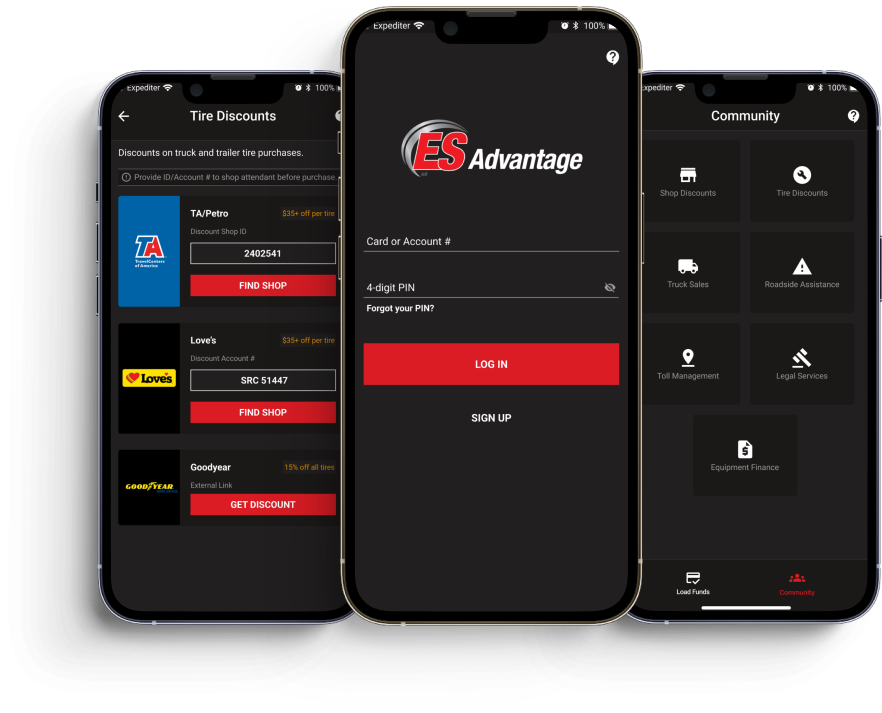 Expediter
100%
Tire Discounts
Discounts on truck and trailer tire purchases.
Provide ID/Account # to shop attendant before purchase
TA
TravelCenters
of America
TA/Petro
$35+ off per tire
Discount Shop ID
2402541
FIND SHOP
Love's
Love's
$35+ off per tire
Discount Account #
SRC 51447
FIND SHOP
GOODYEAR
Goodyear
15% off all tires
External Link
GET DISCOUNT
Expediter
100%
ES Advantage
Card or Account #
4-digit PIN
Forgot your PIN?
LOG IN
SIGN UP
xpediter
100%
Community
Shop Discounts
Tire Discounts
Truck Sales
Roadside Assistance
Toll Management
Legal Services
Equipment Finance
Load Funds
Community